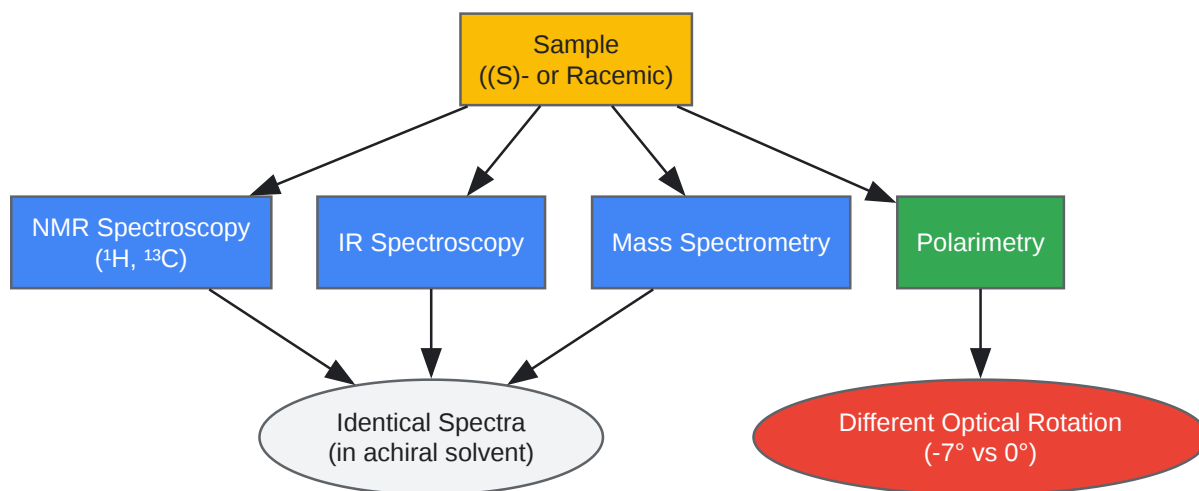 Sample
((S)- or Racemic)
NMR Spectroscopy
(¹H, ¹³C)
IR Spectroscopy
Mass Spectrometry
Polarimetry
Identical Spectra
(in achiral solvent)
Different Optical Rotation
(-7° vs 0°)